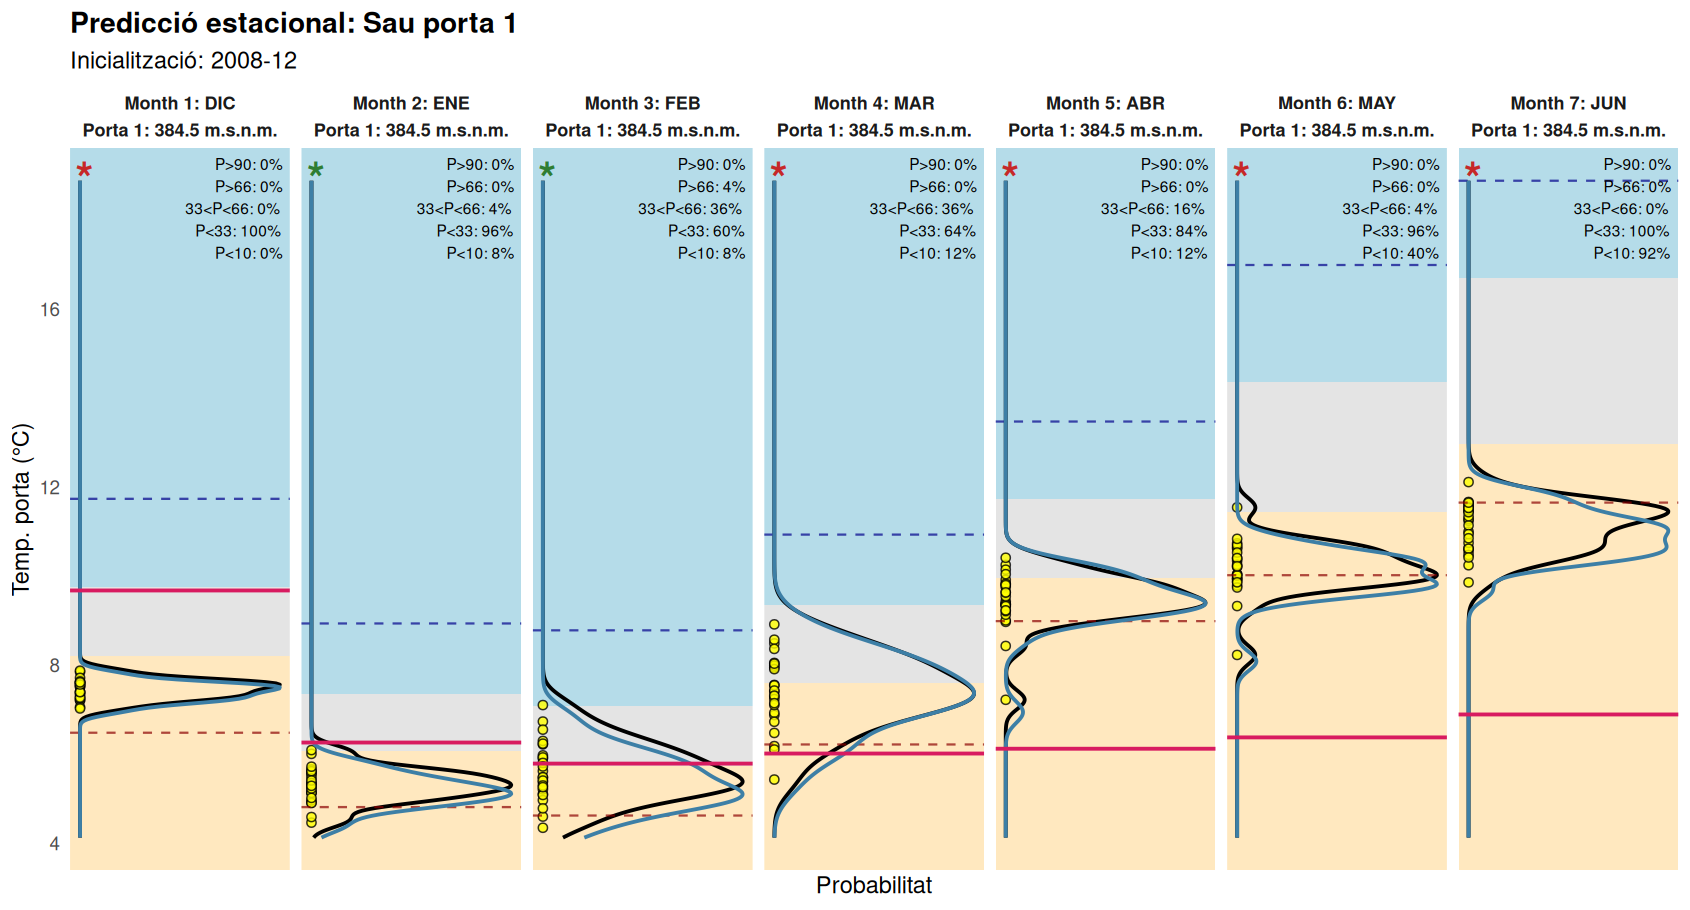 Predicció estacional: Sau porta 1
Inicialització: 2008-12
Month 1: DIC
Porta 1: 384.5 m.s.n.m.
Month 2: ENE
Porta 1: 384.5 m.s.n.m.
Month 3: FEB
Porta 1: 384.5 m.s.n.m.
Month 4: MAR
Porta 1: 384.5 m.s.n.m.
Month 5: ABR
Porta 1: 384.5 m.s.n.m.
Month 6: MAY
Porta 1: 384.5 m.s.n.m.
Month 7: JUN
Porta 1: 384.5 m.s.n.m.
*
P>90: 0%
P>66: 0%
33<P<66: 0%
P<33: 100%
P<10: 0%
*
P>90: 0%
P>66: 0%
33<P<66: 4%
P<33: 96%
P<10: 8%
*
P>90: 0%
P>66: 4%
33<P<66: 36%
P<33: 60%
P<10: 8%
*
P>90: 0%
P>66: 0%
33<P<66: 36%
P<33: 64%
P<10: 12%
*
P>90: 0%
P>66: 0%
33<P<66: 16%
P<33: 84%
P<10: 12%
*
P>90: 0%
P>66: 0%
33<P<66: 4%
P<33: 96%
P<10: 40%
*
P>90: 0%
P>66: 0%
33<P<66: 0%
P<33: 100%
P<10: 92%
Temp. porta (°C)
16
12
8
4
Probabilitat